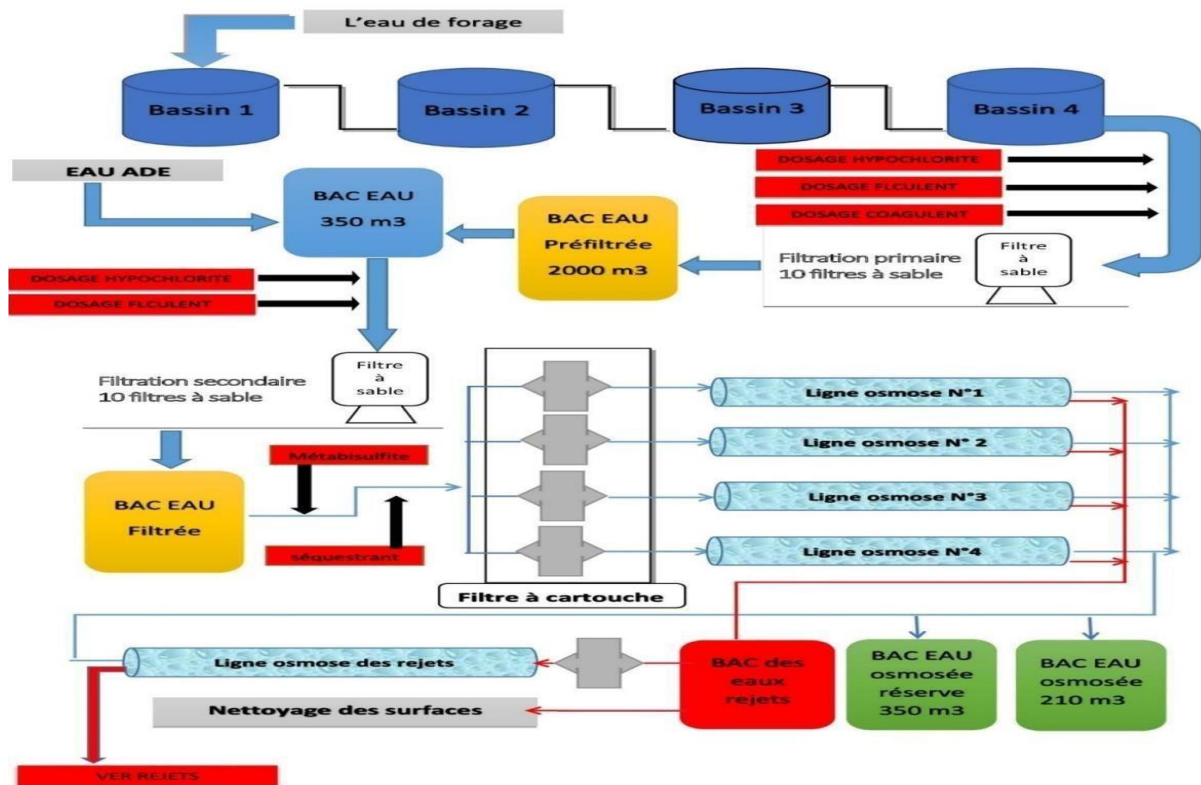 L'eau de forage
Bassin 1
Bassin 2
Bassin 3
Bassin 4
DOSAGE HYPOCHLORITE
DOSAGE FLCULENT
DOSAGE COAGULENT
EAU ADE
BAC EAU
350 m3
BAC EAU
Préfiltrée
2000 m3
Filtration primaire
10 filtres à sable
Filtre
à
sable
DOSAGE HYPOCHLORITE
DOSAGE FLCULENT
Filtration secondaire
10 filtres à sable
Filtre
à
sable
Ligne osmose N°1
Ligne osmose N° 2
Ligne osmose N°3
Ligne osmose N°4
Métabisulfite
BAC EAU
Filtrée
séquestrant
Filtre à cartouche
Ligne osmose des rejets
Nettoyage des surfaces
BAC des
eaux
rejets
BAC EAU
osmosée
réserve
350 m3
BAC EAU
osmosée
210 m3
VER REJETS